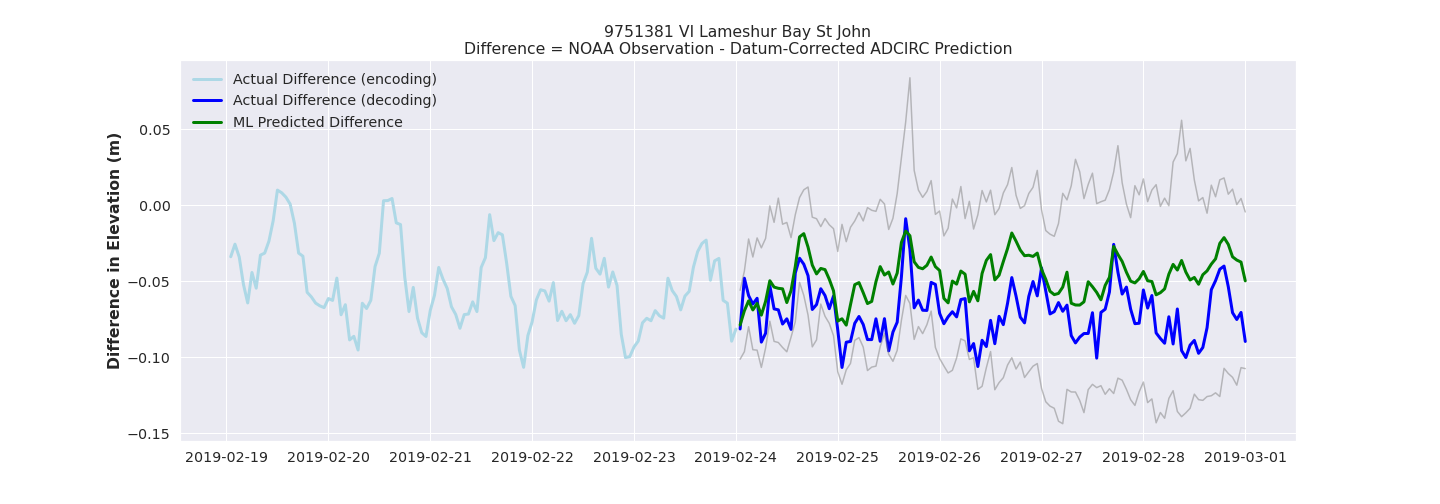 9751381 VI Lameshur Bay St John
Difference = NOAA Observation - Datum-Corrected ADCIRC Prediction
Actual Difference (encoding)
Actual Difference (decoding)
ML Predicted Difference
Difference in Elevation (m)
0.05
0.00
−0.05
−0.10
−0.15
2019-02-19 2019-02-20 2019-02-21 2019-02-22 2019-02-23 2019-02-24 2019-02-25 2019-02-26 2019-02-27 2019-02-28 2019-03-01